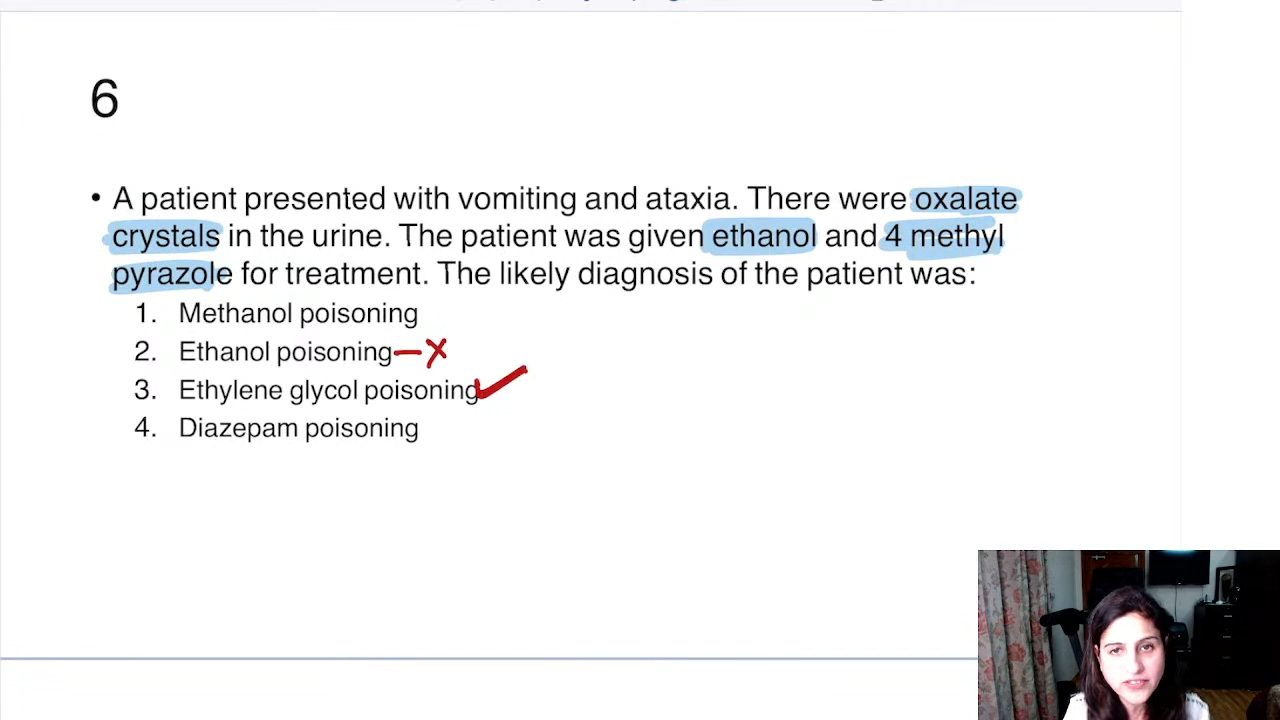 6
• A patient presented with vomiting and ataxia. There were oxalate
crystals in the urine. The patient was given ethanol and 4 methyl
pyrazole for treatment. The likely diagnosis of the patient was:
1. Methanol poisoning
2. Ethanol poisoning
3. Ethylene glycol poisoning
4. Diazepam poisoning